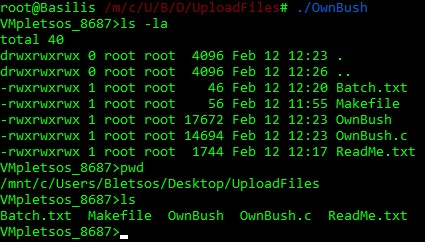 root@Basilis /m/c/U/B/D/UploadFiles# ./OwnBush
VMpletsos_8687>ls -la
total 40
drwxrwxrwx 0 root root  4096 Feb 12 12:23 .
drwxrwxrwx 0 root root  4096 Feb 12 12:26 ..
-rwxrwxrwx 1 root root    46 Feb 12 12:20 Batch.txt
-rwxrwxrwx 1 root root    56 Feb 12 11:55 Makefile
-rwxrwxrwx 1 root root 17672 Feb 12 12:23 OwnBush
-rwxrwxrwx 1 root root 14694 Feb 12 12:23 OwnBush.c
-rwxrwxrwx 1 root root  1744 Feb 12 12:17 ReadMe.txt
VMpletsos_8687>pwd
/mnt/c/Users/Bletsos/Desktop/UploadFiles
VMpletsos_8687>ls
Batch.txt  Makefile  OwnBush  OwnBush.c  ReadMe.txt
VMpletsos_8687>